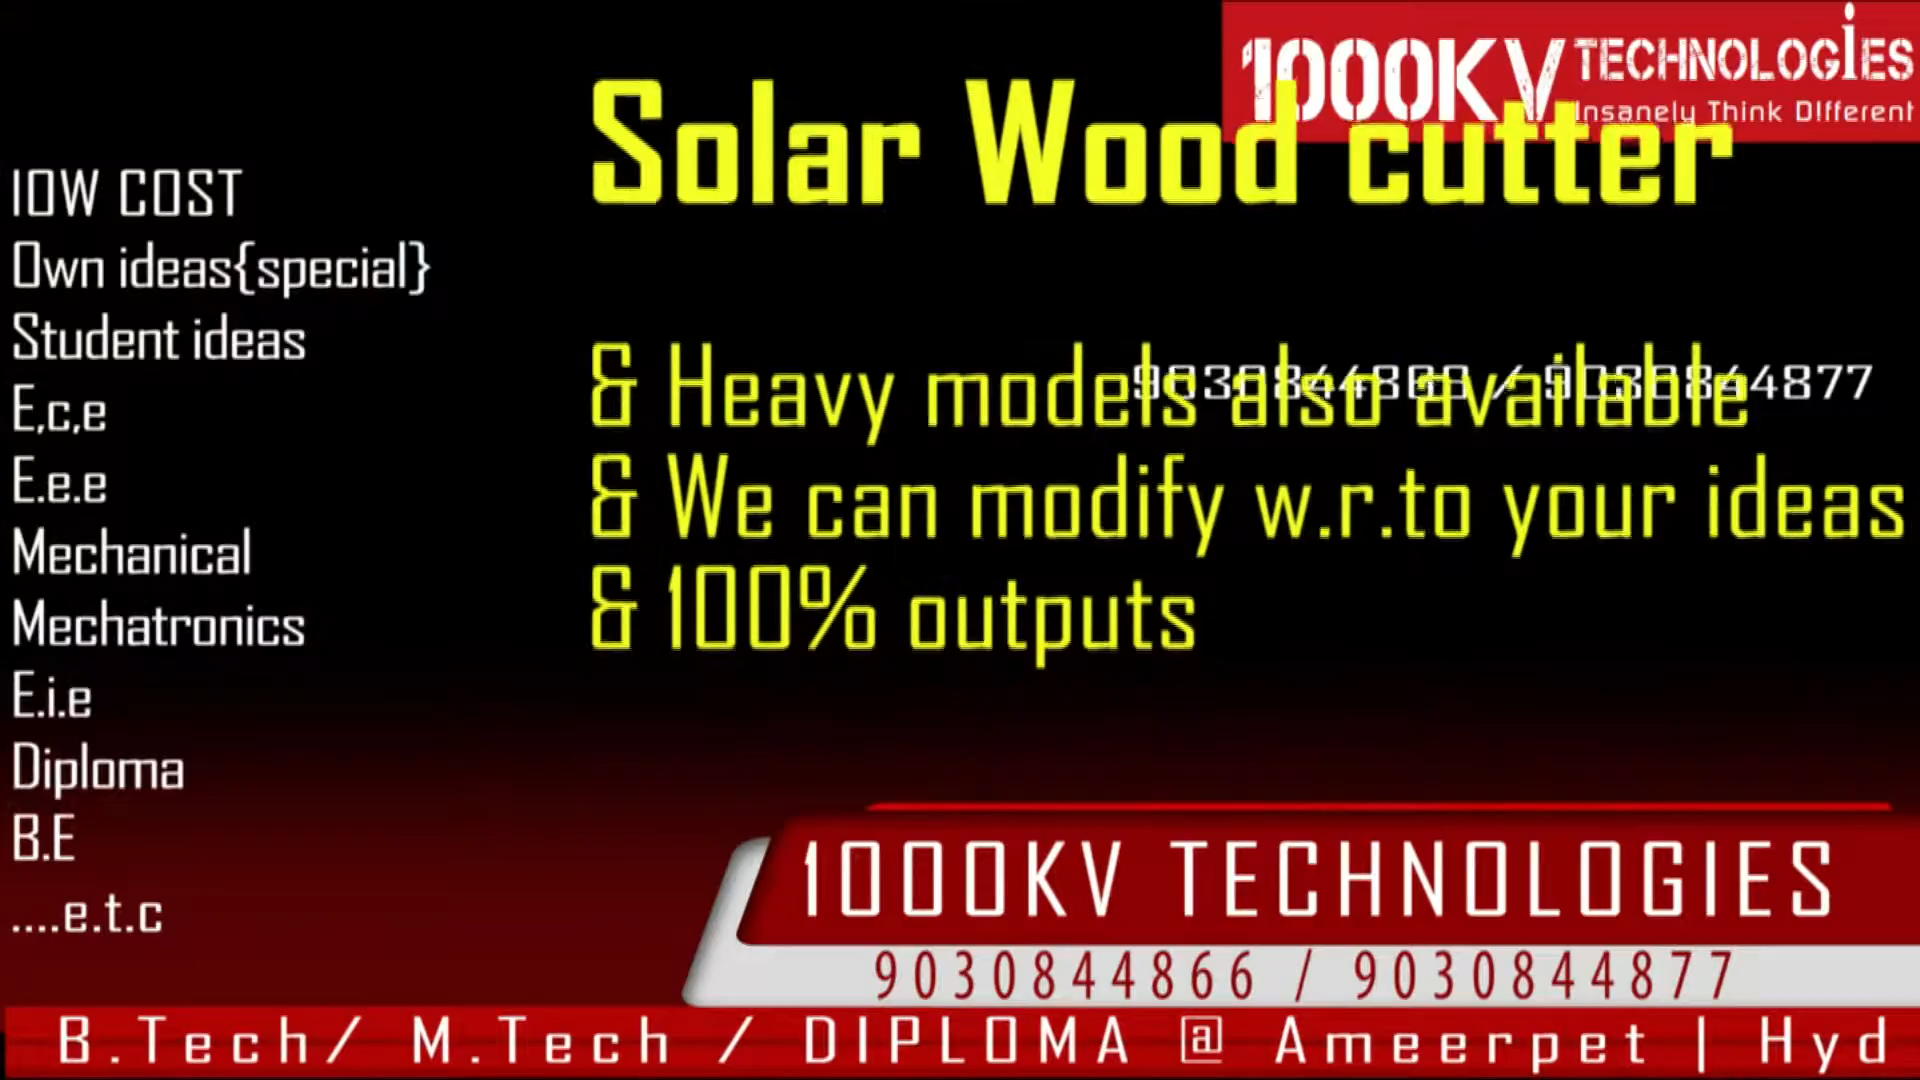 1000KV TECHNOLOGiES
Insanely Think DIfferent
Solar Wood cutter
lOW COST
Own ideas{special}
Student ideas
E,c,e
E.e.e
Mechanical
Mechatronics
E.i.e
Diploma
B.E
....e.t.c
& Heavy models also available
9030844866 / 9030844877
& We can modify w.r.to your ideas
& 100% outputs
1000KV TECHNOLOGIES
9030844866 / 9030844877
B.Tech/ M.Tech / DIPLOMA @ Ameerpet | Hyd